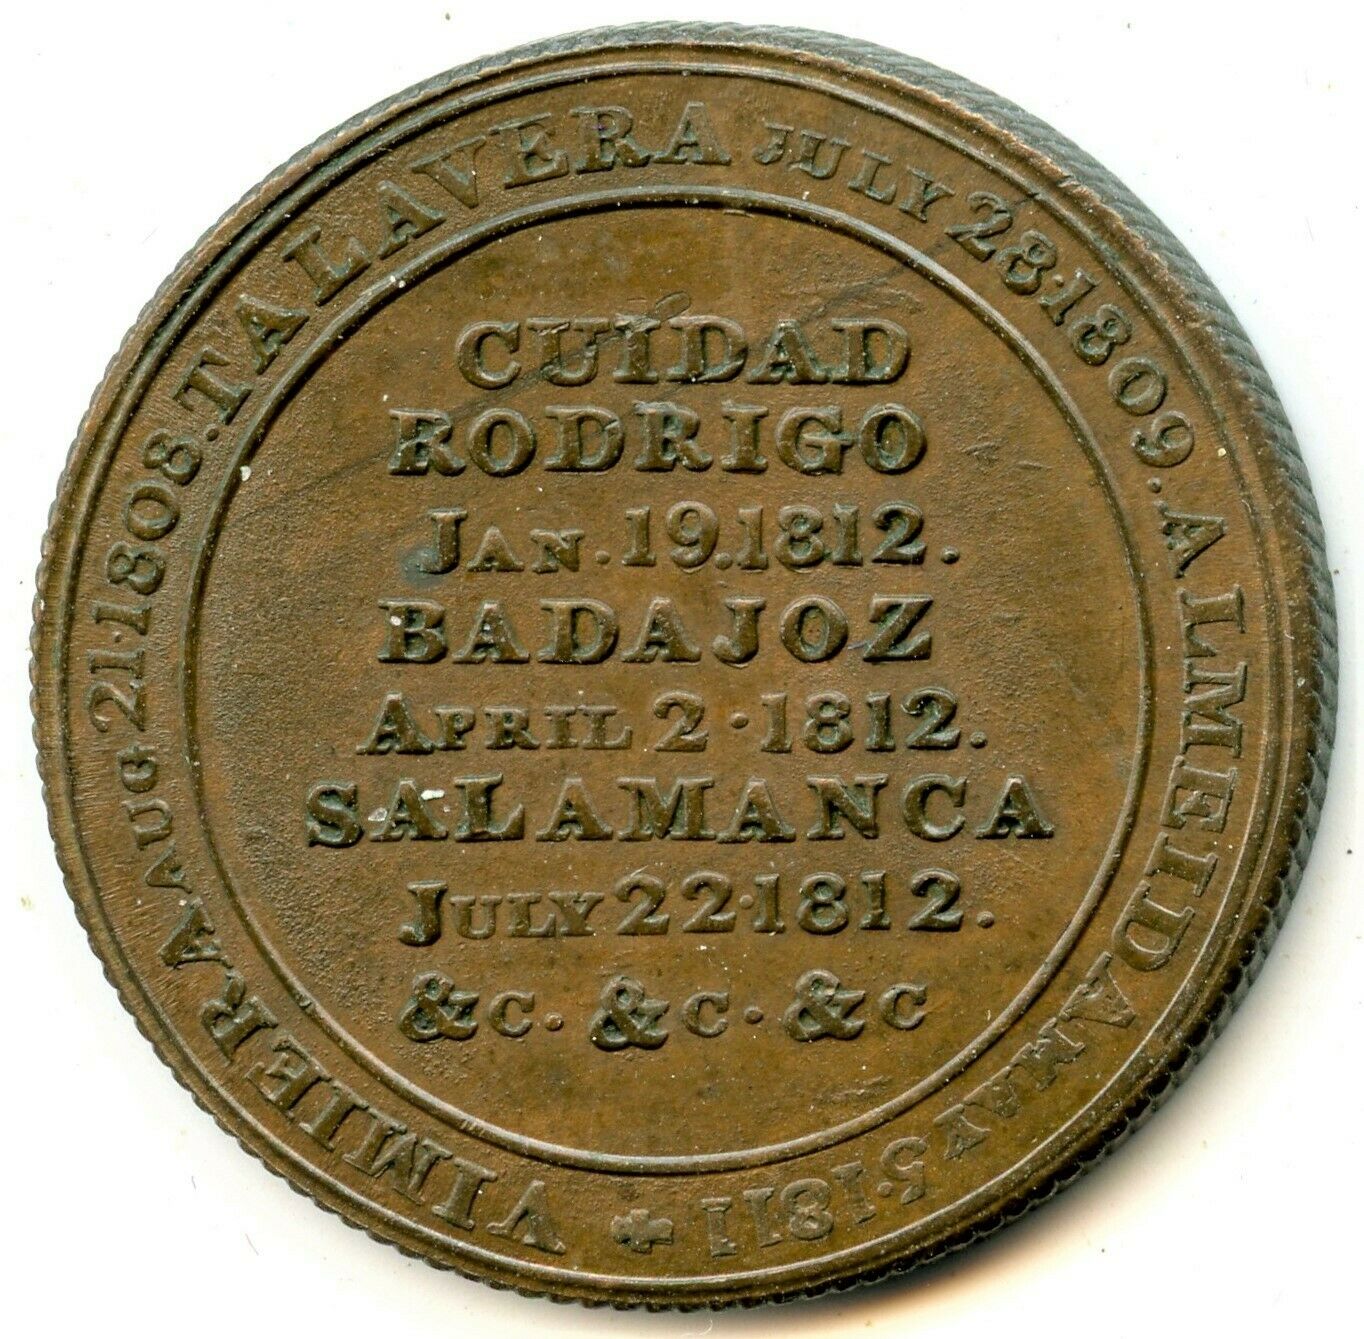 VIMIERA AUG 21·1808. TALAVERA JULY 28·1809. ALMEIDA MAY 5·1811
CUIDAD
RODRIGO
JAN. 19.1812.
BADAJOZ
APRIL 2·1812.
SALAMANCA
JULY 22·1812.
&C. &C. &C